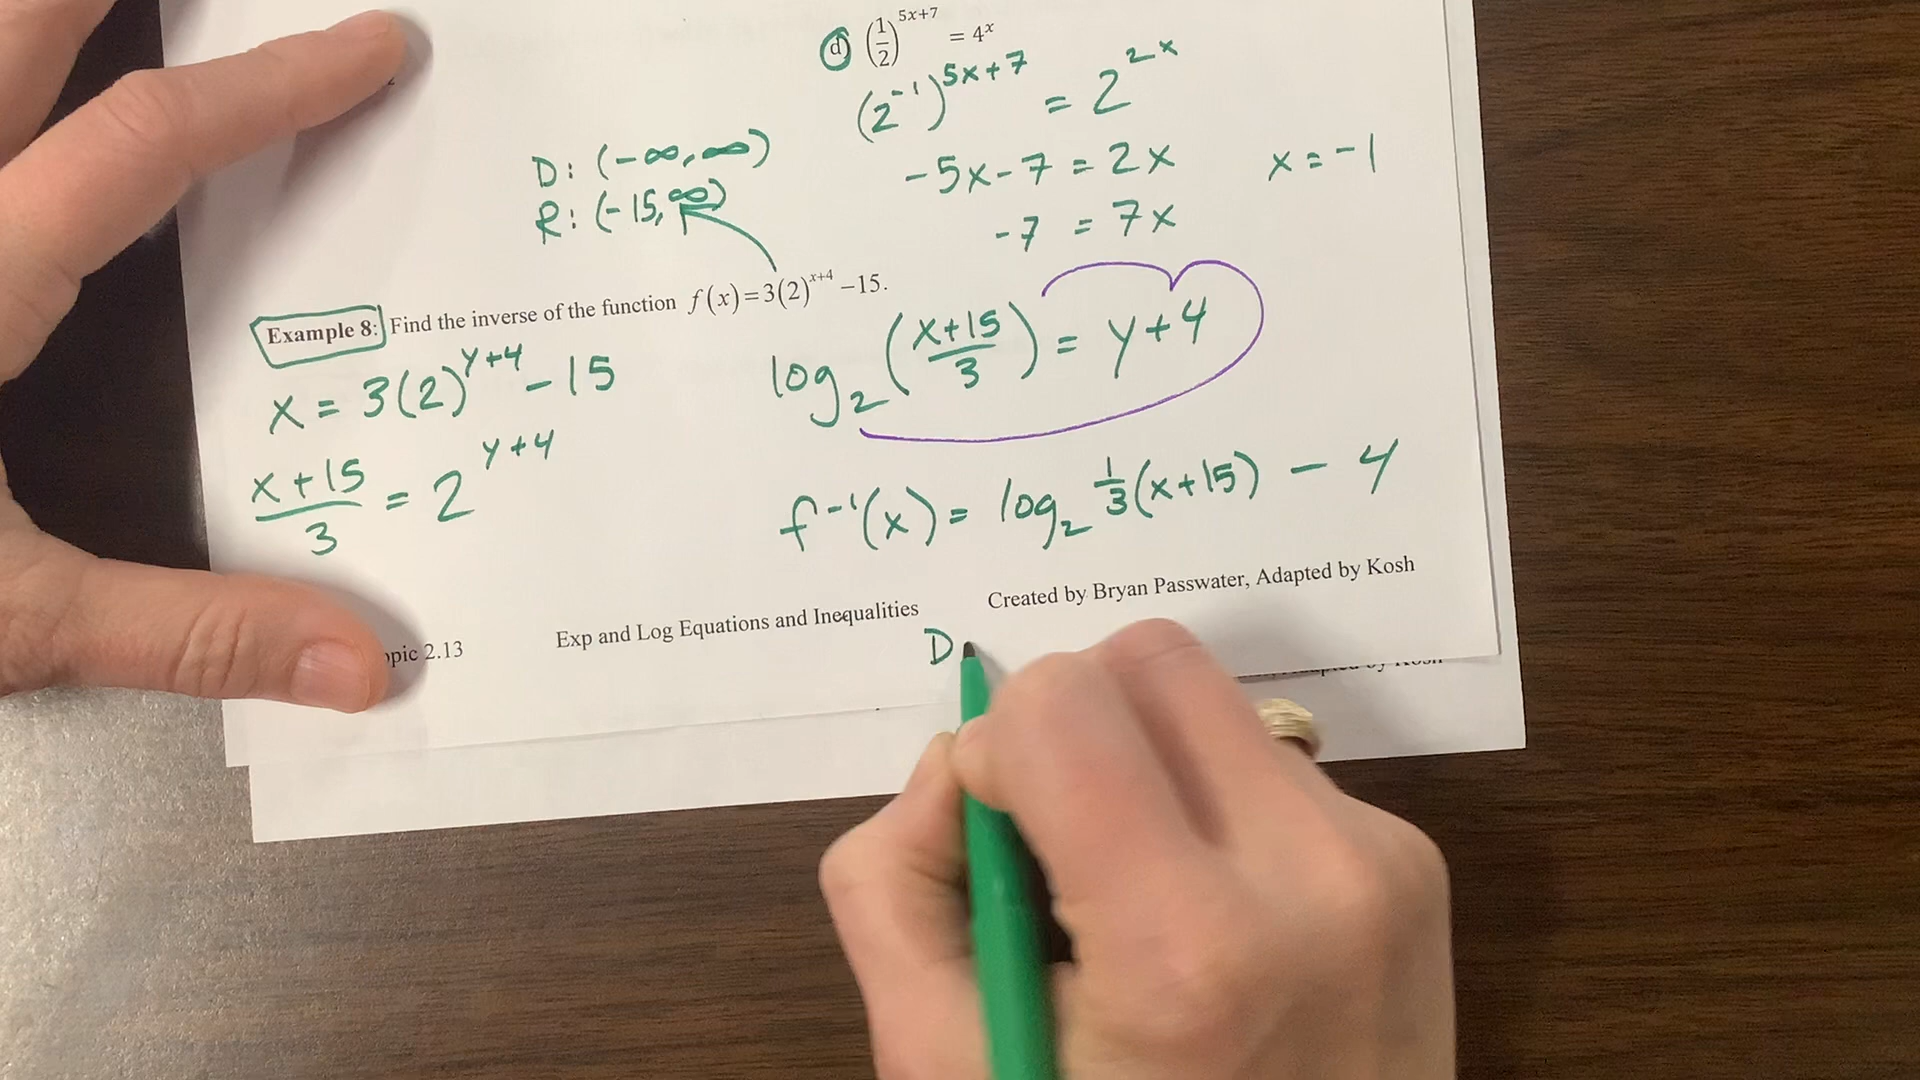 d) (1/2)^(5x+7) = 4^x
(2^-1)^(5x+7) = 2^(2x)
-5x-7 = 2x x = -1
-7 = 7x
D: (-∞,∞)
R: (-15,∞)
Example 8: Find the inverse of the function f(x)=3(2)^(x+4) -15.
x = 3(2)^(y+4) - 15
(x+15)/3 = 2^(y+4)
log_2 ((x+15)/3) = y+4
f^-1(x) = log_2 1/3(x+15) - 4
opic 2.13 Exp and Log Equations and Inequalities Created by Bryan Passwater, Adapted by Kosh
D